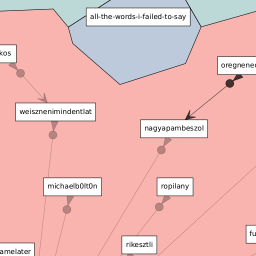 all-the-words-i-failed-to-say
kos
oregnene
weisznenimindentlat
nagyapambeszol
michaelb0lt0n
ropilany
fu
rikesztli
amelater